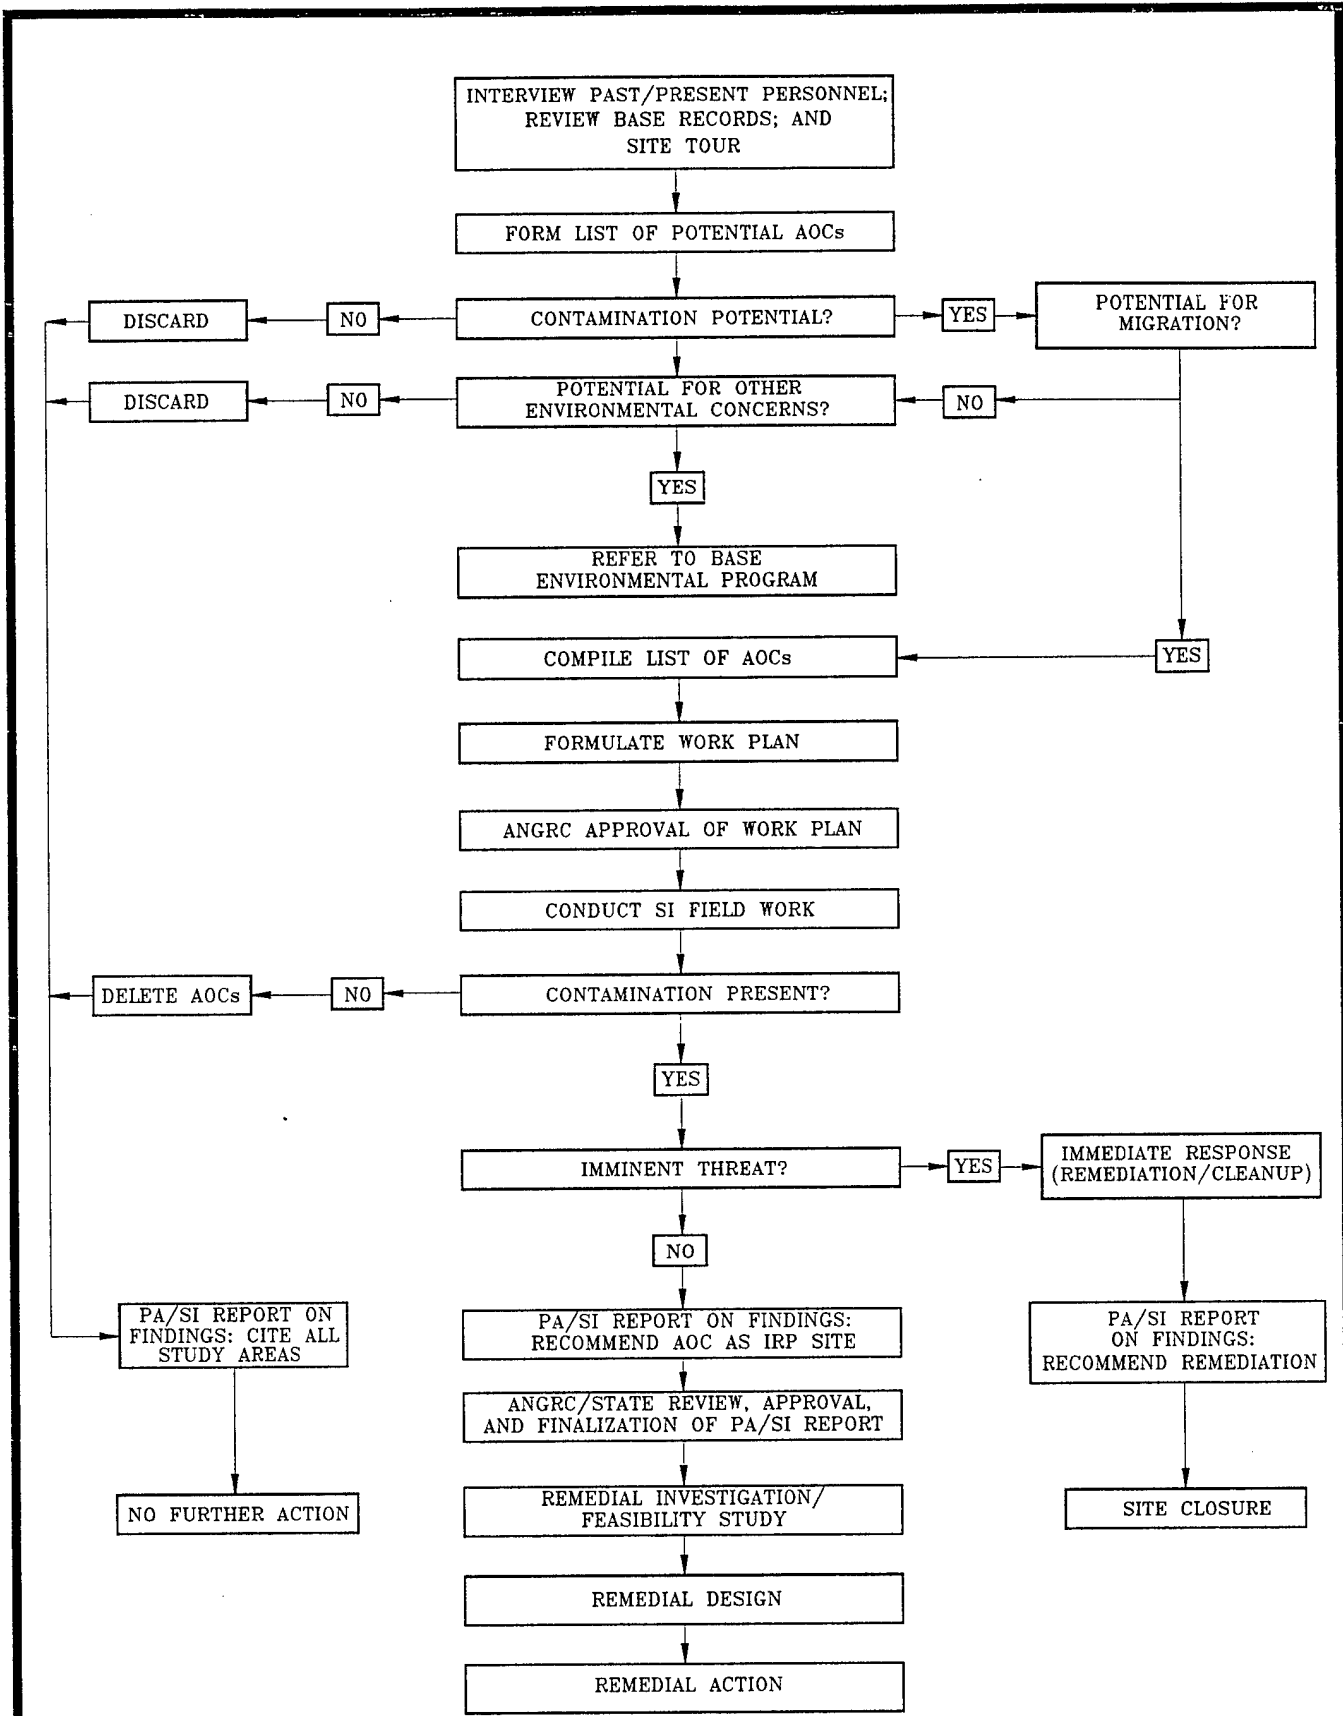 INTERVIEW PAST/PRESENT PERSONNEL;
REVIEW BASE RECORDS; AND
SITE TOUR
FORM LIST OF POTENTIAL AOCs
DISCARD
NO
CONTAMINATION POTENTIAL?
YES
POTENTIAL FOR
MIGRATION?
DISCARD
NO
POTENTIAL FOR OTHER
ENVIRONMENTAL CONCERNS?
NO
YES
REFER TO BASE
ENVIRONMENTAL PROGRAM
COMPILE LIST OF AOCs
YES
FORMULATE WORK PLAN
ANGRC APPROVAL OF WORK PLAN
CONDUCT SI FIELD WORK
DELETE AOCs
NO
CONTAMINATION PRESENT?
YES
IMMINENT THREAT?
YES
IMMEDIATE RESPONSE
(REMEDIATION/CLEANUP)
NO
PA/SI REPORT ON
FINDINGS: CITE ALL
STUDY AREAS
PA/SI REPORT ON FINDINGS:
RECOMMEND AOC AS IRP SITE
PA/SI REPORT
ON FINDINGS:
RECOMMEND REMEDIATION
ANGRC/STATE REVIEW, APPROVAL,
AND FINALIZATION OF PA/SI REPORT
NO FURTHER ACTION
REMEDIAL INVESTIGATION/
FEASIBILITY STUDY
SITE CLOSURE
REMEDIAL DESIGN
REMEDIAL ACTION